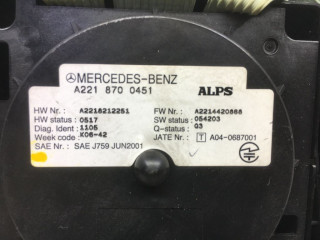 MERCEDES-BENZ
A221 870 0451 ALPS
HW Nr. : A2218212251 FW Nr. : A2214420868
HW status : 0517 SW status : 054203
Diag. Ident : 1105 Q-status : 03
Week code : K06-42 JATE Nr. : T A04-0687001
SAE Nr. : SAE J759 JUN2001